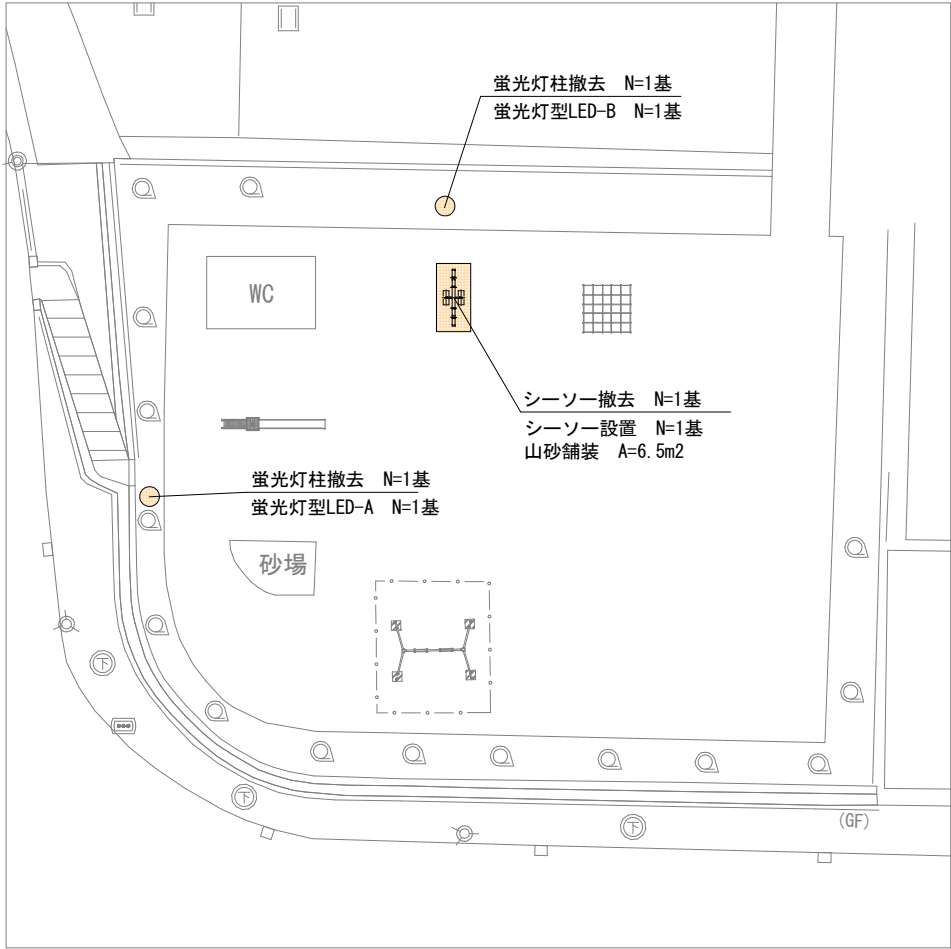 蛍光灯柱撤去　N=1基
蛍光灯型LED-B　N=1基
WC
シーソー撤去　N=1基
シーソー設置　N=1基
山砂舗装　A=6.5m2
蛍光灯柱撤去　N=1基
蛍光灯型LED-A　N=1基
砂場
下
下
下
(GF)